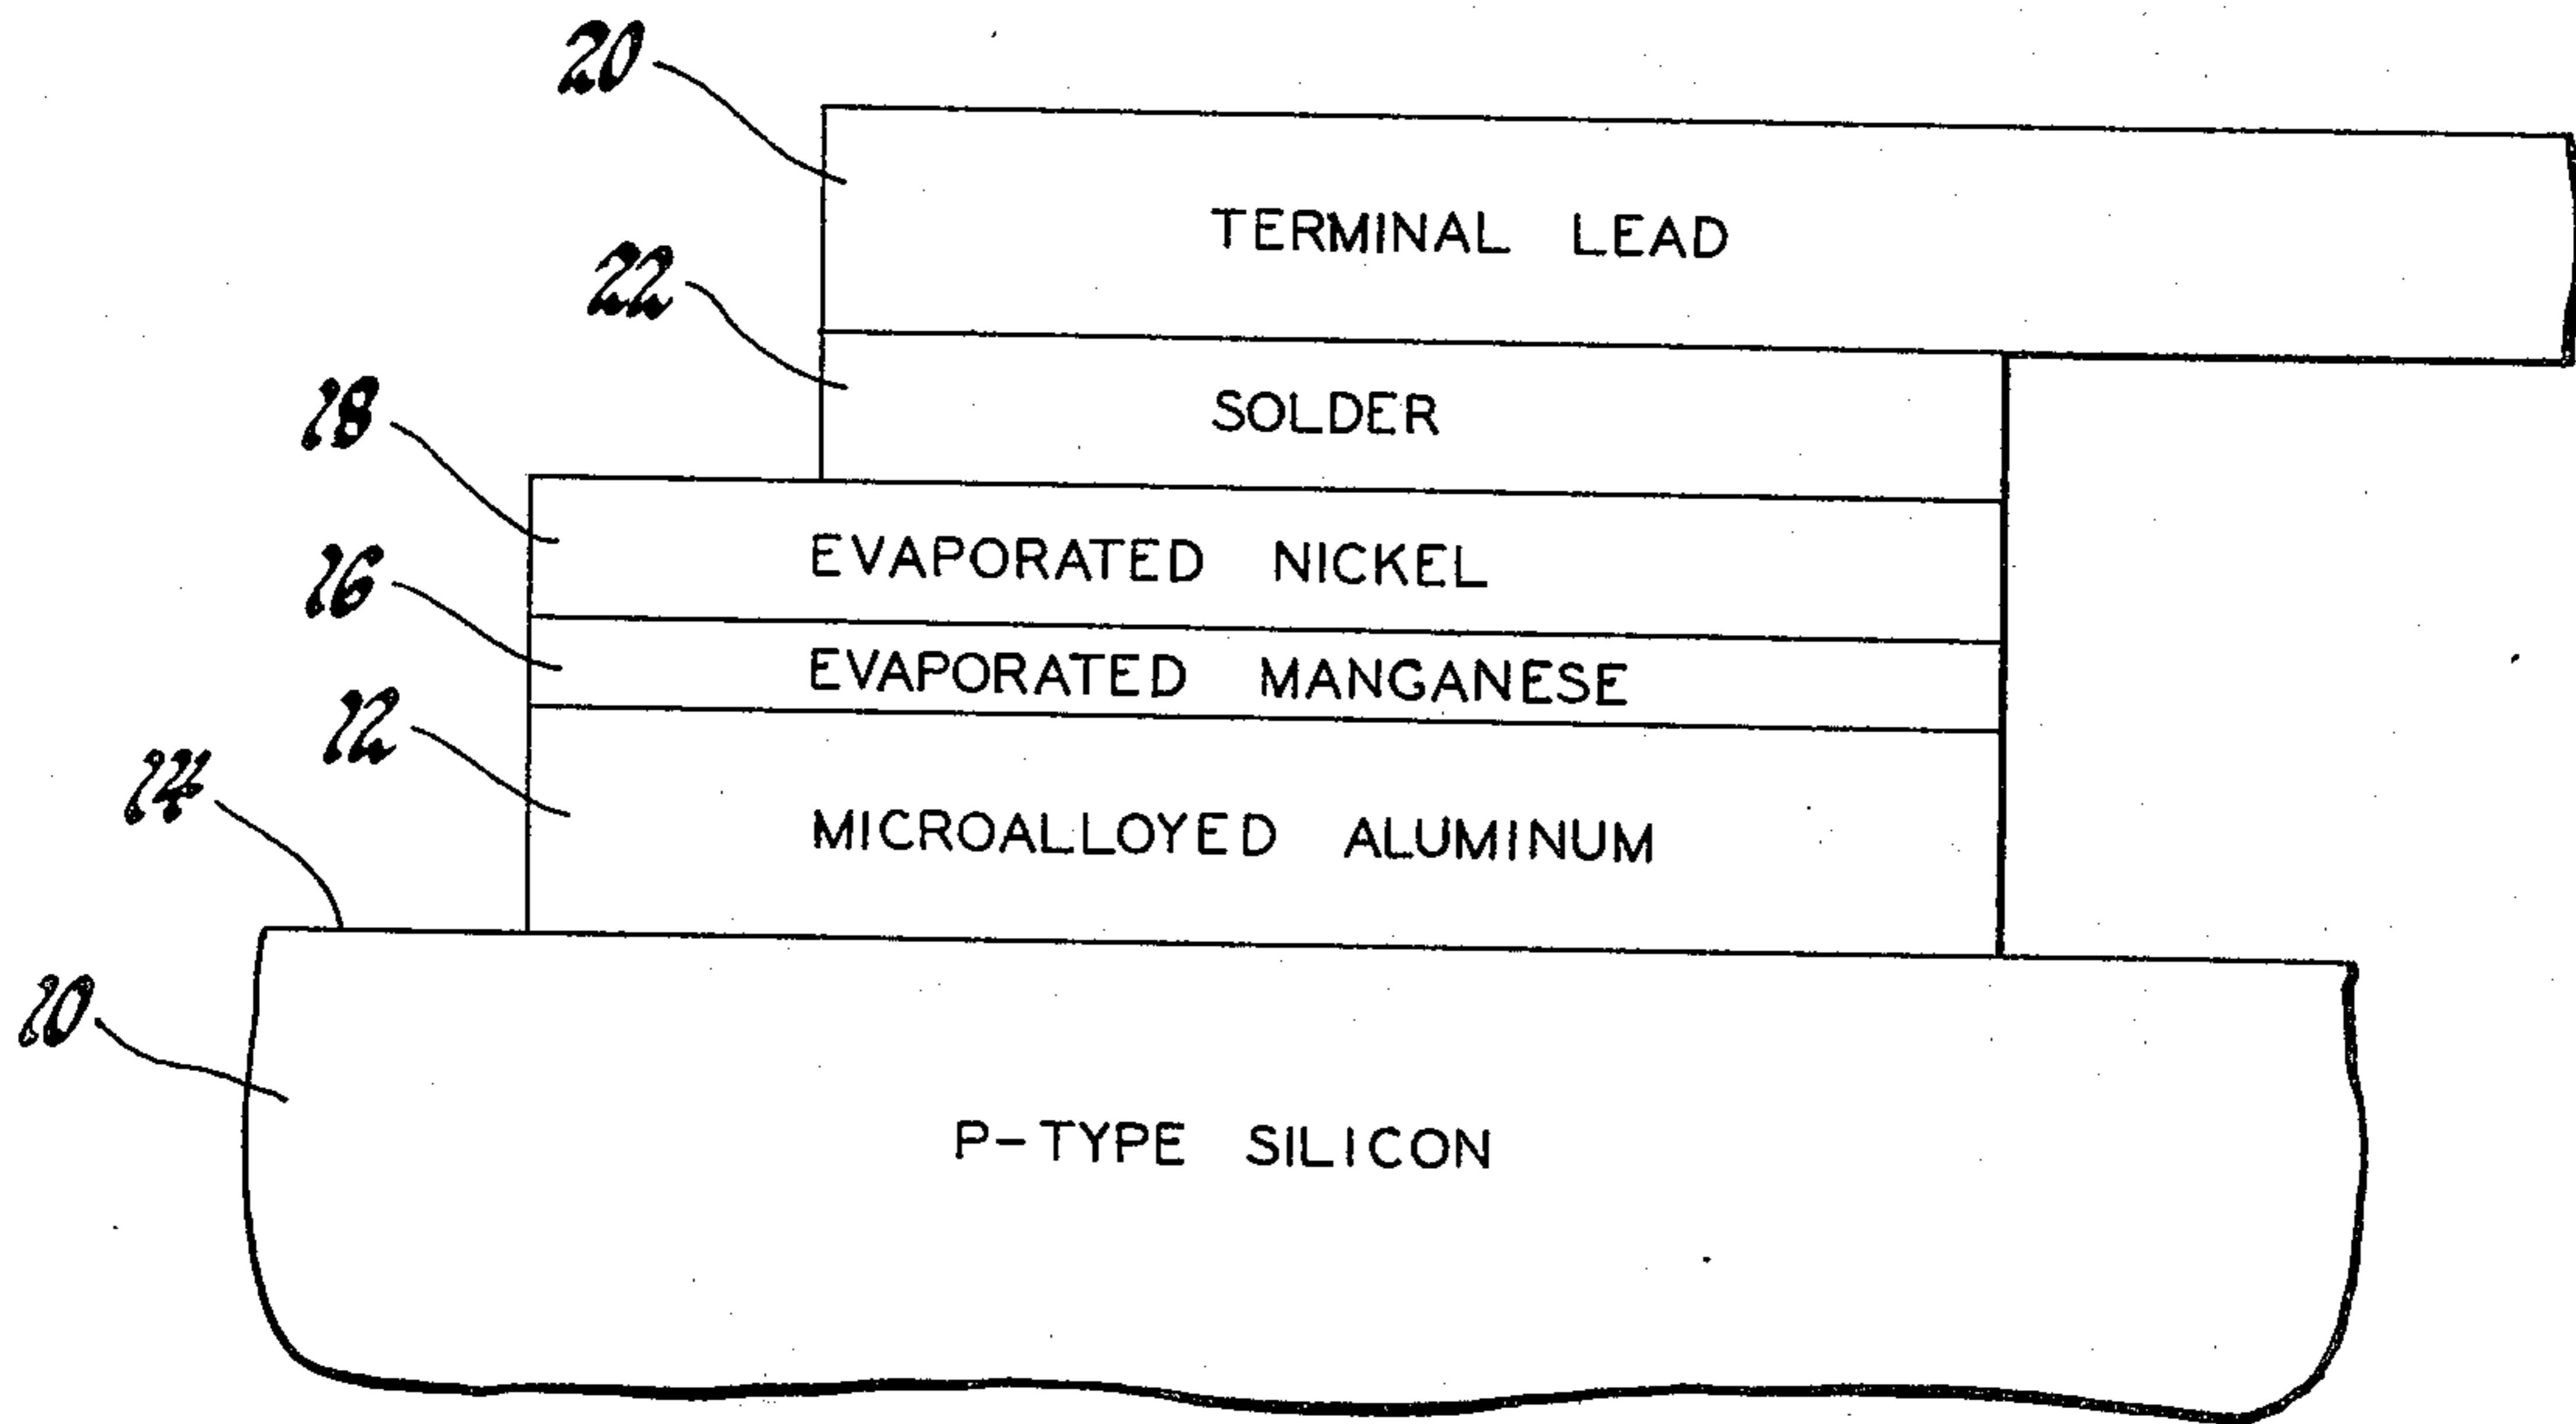 20
TERMINAL LEAD
22
SOLDER
18
EVAPORATED NICKEL
16
EVAPORATED MANGANESE
12
MICROALLOYED ALUMINUM
14
10
P-TYPE SILICON